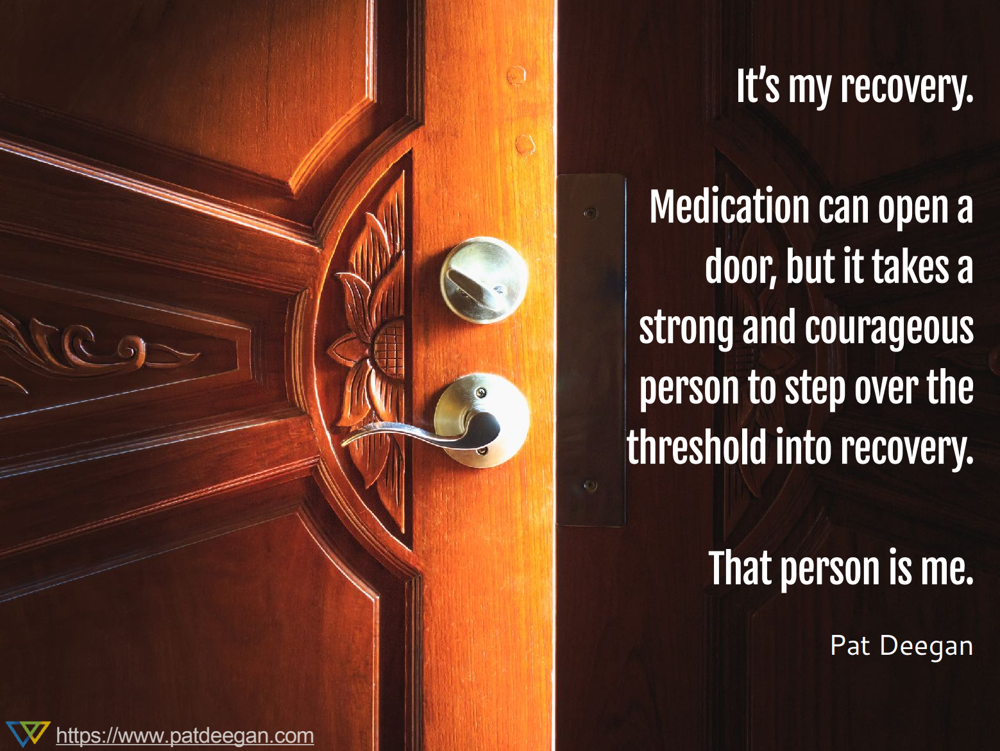 It’s my recovery.
Medication can open a
door, but it takes a
strong and courageous
person to step over the
threshold into recovery.
That person is me.
Pat Deegan
https://www.patdeegan.com